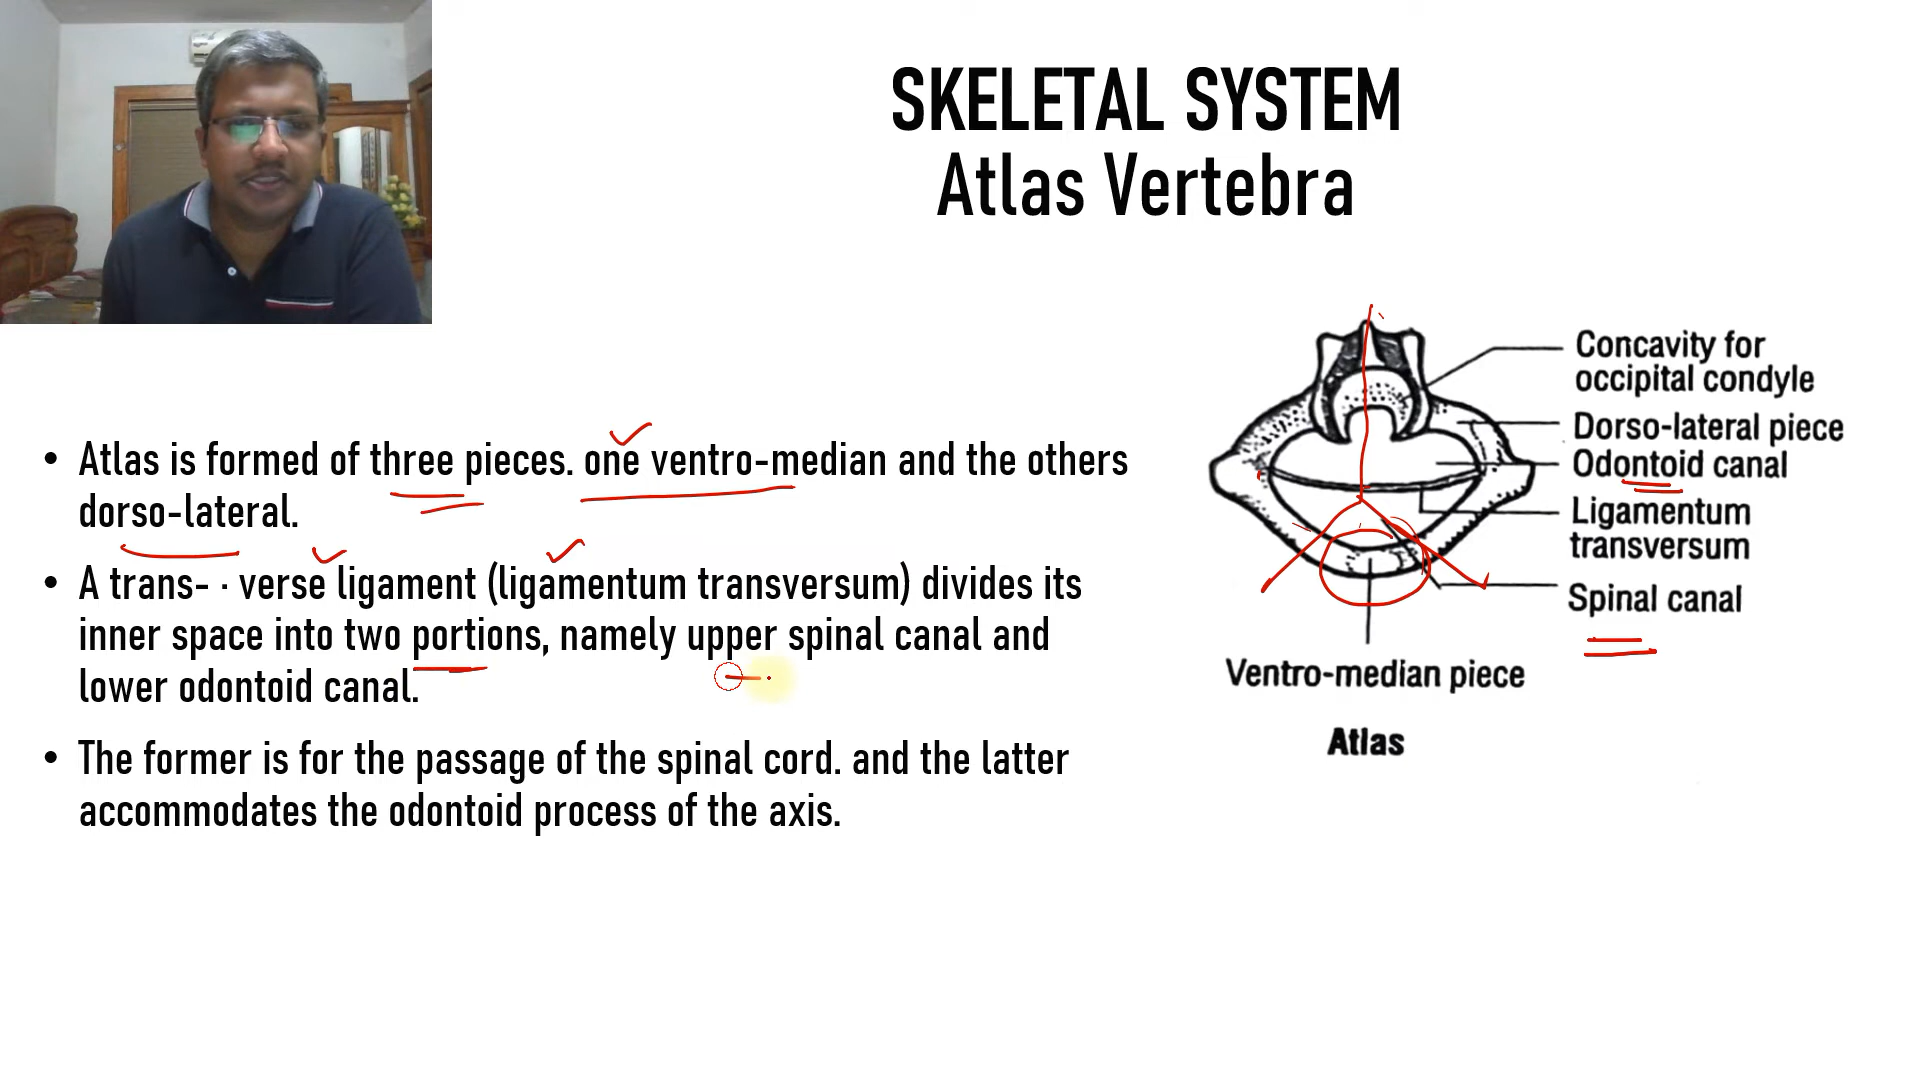 SKELETAL SYSTEM
Atlas Vertebra
• Atlas is formed of three pieces. one ventro-median and the others
dorso-lateral.
• A trans- · verse ligament (ligamentum transversum) divides its
inner space into two portions, namely upper spinal canal and
lower odontoid canal.
• The former is for the passage of the spinal cord. and the latter
accommodates the odontoid process of the axis.
Concavity for
occipital condyle
Dorso-lateral piece
Odontoid canal
Ligamentum
transversum
Spinal canal
Ventro-median piece
Atlas